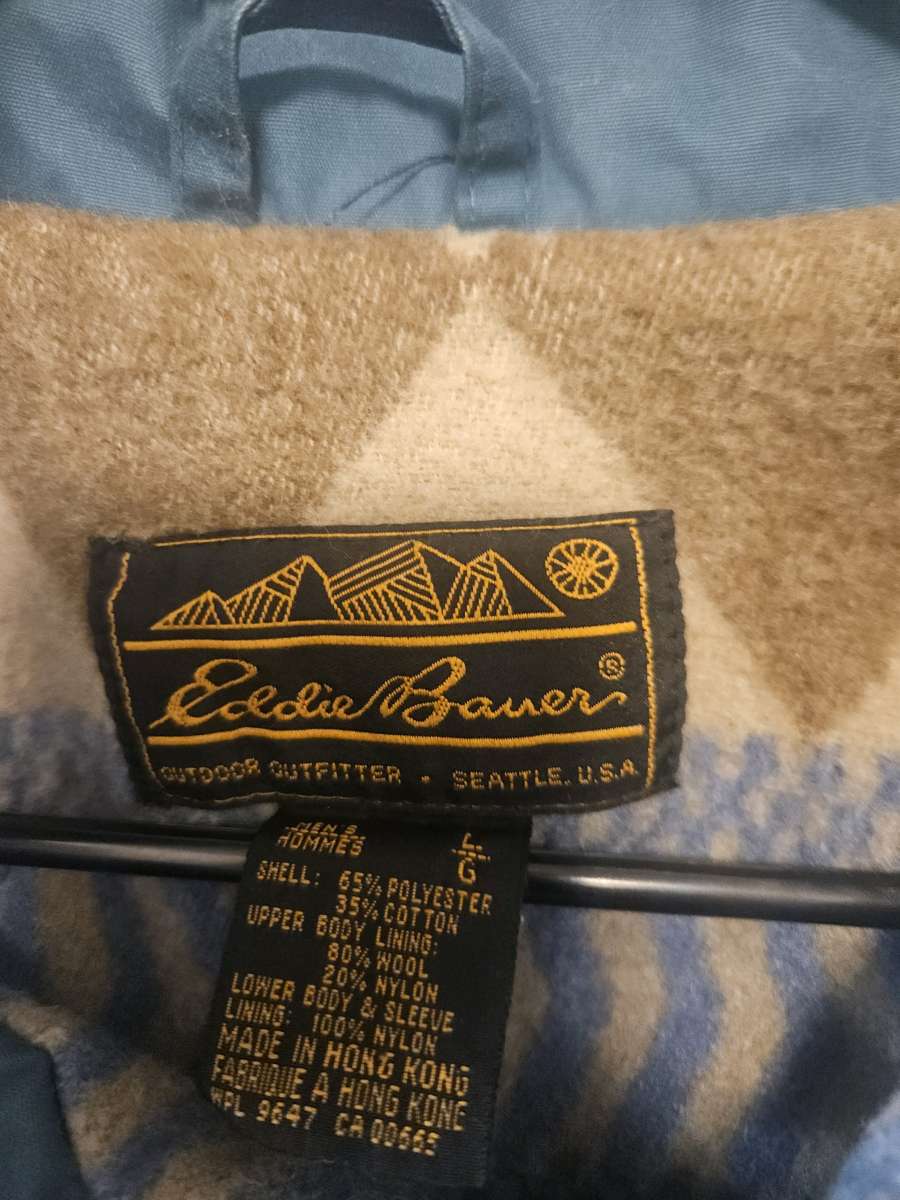 Eddie Bauer ®
OUTDOOR OUTFITTER • SEATTLE, U.S.A.
MEN'S
HOMMES
L
G
SHELL: 65% POLYESTER
35% COTTON
UPPER BODY LINING:
80% WOOL
20% NYLON
LOWER BODY & SLEEVE
LINING: 100% NYLON
MADE IN HONG KONG
FABRIQUE A HONG KONG
WPL 9647 CA 00665